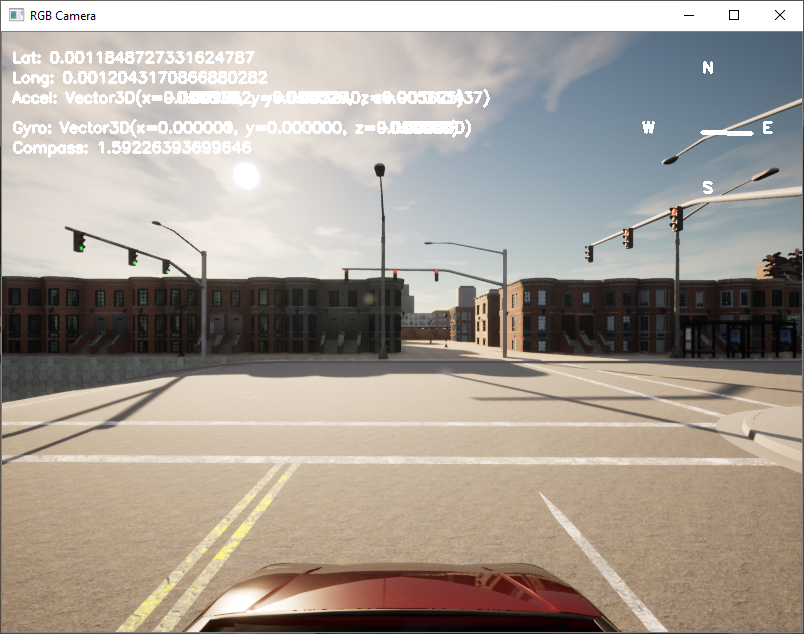 RGB Camera
Lat: 0.0011848727331624787
Long: 0.0012043170866880282
N
Accel: Vector3D(x=
Gyro: Vector3D(x=0.000000, y=0.000000,
W E
Compass: 1.59226393699646
S